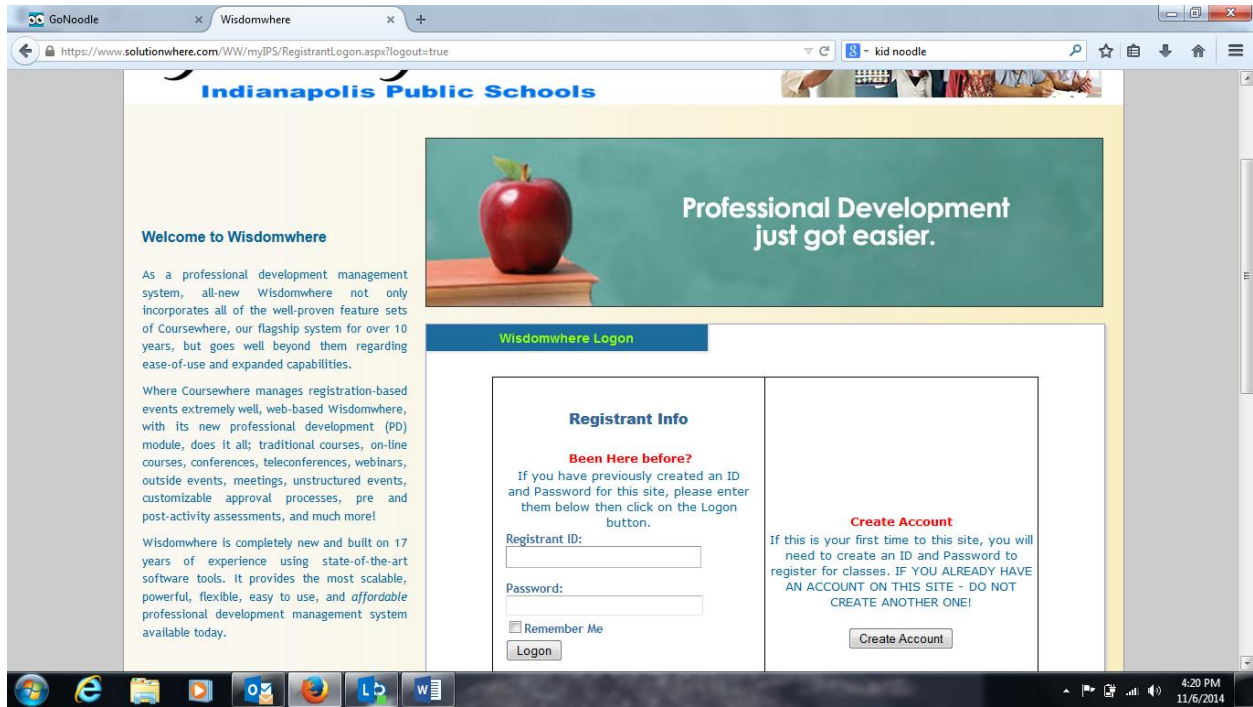 GoNoodle
Wisdomwhere
https://www.solutionwhere.com/WW/myIPS/RegistrantLogon.aspx?logout=true
kid noodle
Indianapolis Public Schools
Professional Development
just got easier.
Welcome to Wisdomwhere
As a professional development management
system, all-new Wisdomwhere not only
incorporates all of the well-proven feature sets
of Coursewhere, our flagship system for over 10
years, but goes well beyond them regarding
ease-of-use and expanded capabilities.
Where Coursewhere manages registration-based
events extremely well, web-based Wisdomwhere,
with its new professional development (PD)
module, does it all; traditional courses, on-line
courses, conferences, teleconferences, webinars,
outside events, meetings, unstructured events,
customizable approval processes, pre and
post-activity assessments, and much more!
Wisdomwhere is completely new and built on 17
years of experience using state-of-the-art
software tools. It provides the most scalable,
powerful, flexible, easy to use, and affordable
professional development management system
available today.
Wisdomwhere Logon
Registrant Info
Been Here before?
If you have previously created an ID
and Password for this site, please enter
them below then click on the Logon
button.
Registrant ID:
Password:
Remember Me
Logon
Create Account
If this is your first time to this site, you will
need to create an ID and Password to
register for classes. IF YOU ALREADY HAVE
AN ACCOUNT ON THIS SITE - DO NOT
CREATE ANOTHER ONE!
Create Account
4:20 PM
11/6/2014